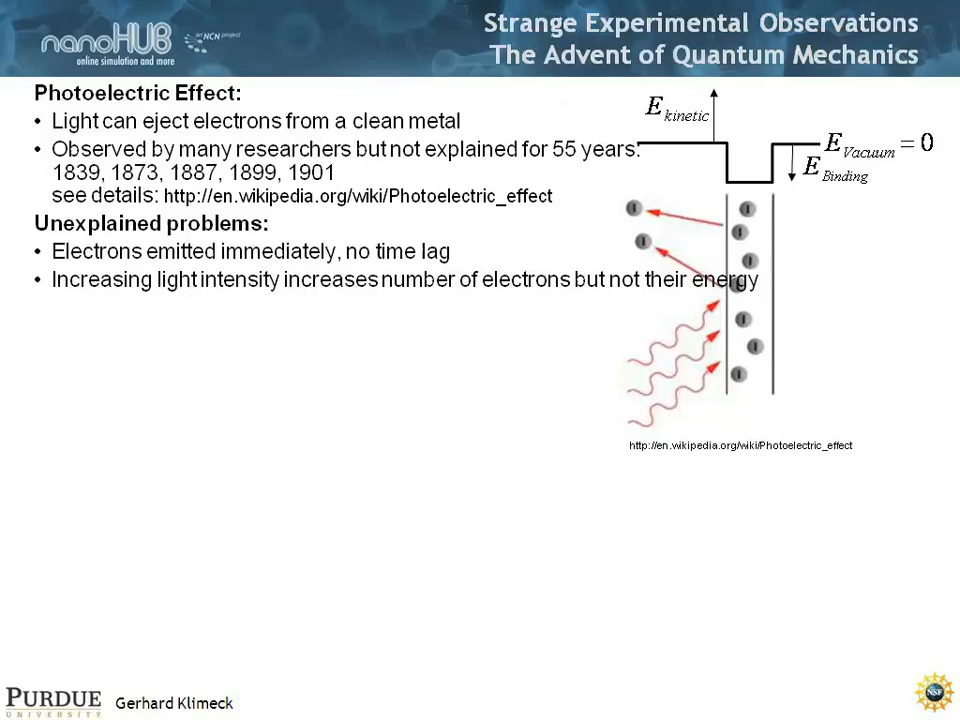 nanoHUB
an NCN project
online simulation and more
Strange Experimental Observations
The Advent of Quantum Mechanics
Photoelectric Effect:
• Light can eject electrons from a clean metal
• Observed by many researchers but not explained for 55 years:
1839, 1873, 1887, 1899, 1901
see details: http://en.wikipedia.org/wiki/Photoelectric_effect
Unexplained problems:
• Electrons emitted immediately, no time lag
• Increasing light intensity increases number of electrons but not their energy
E kinetic
E Vacuum = 0
E Binding
http://en.wikipedia.org/wiki/Photoelectric_effect
PURDUE
UNIVERSITY
Gerhard Klimeck
NSF